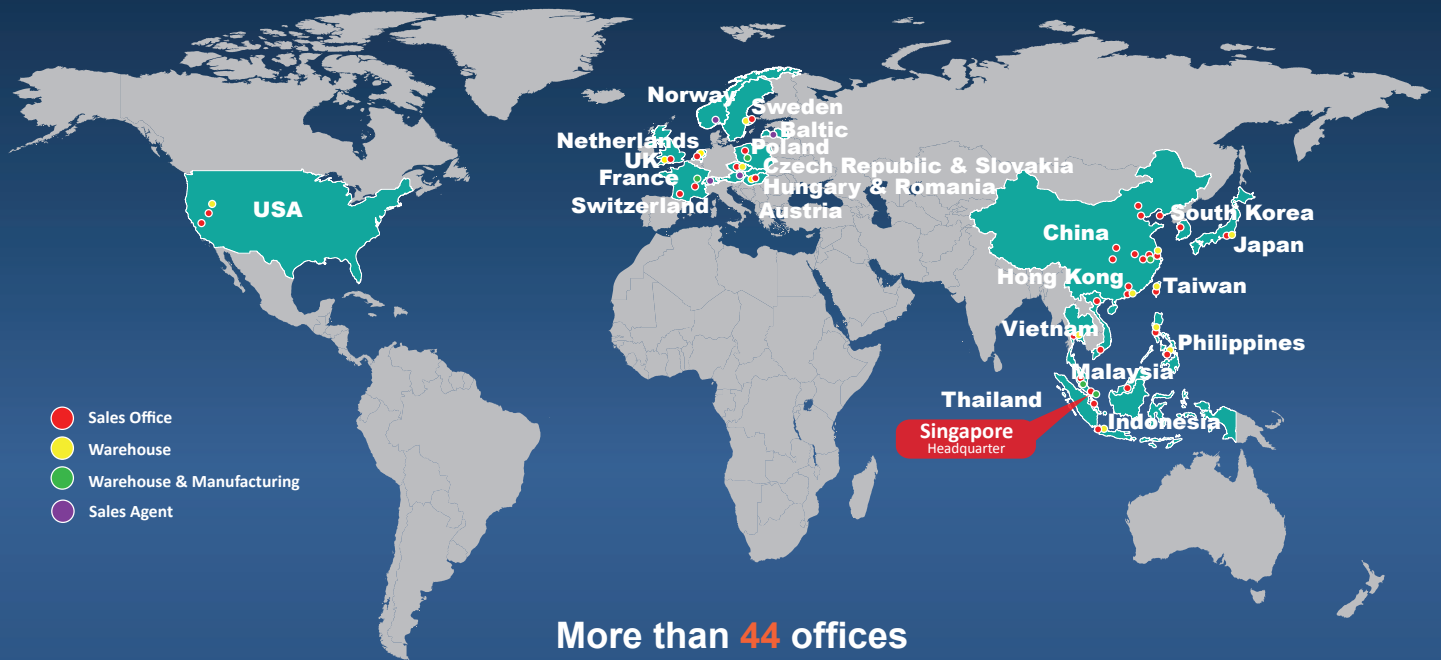 Norway
Sweden
Baltic
Netherlands
Poland
UK
Czech Republic & Slovakia
France
Hungary & Romania
Switzerland
Austria
USA
South Korea
China
Japan
Hong Kong
Taiwan
Vietnam
Philippines
Malaysia
Thailand
Indonesia
Singapore
Headquarter
Sales Office
Warehouse
Warehouse & Manufacturing
Sales Agent
More than 44 offices